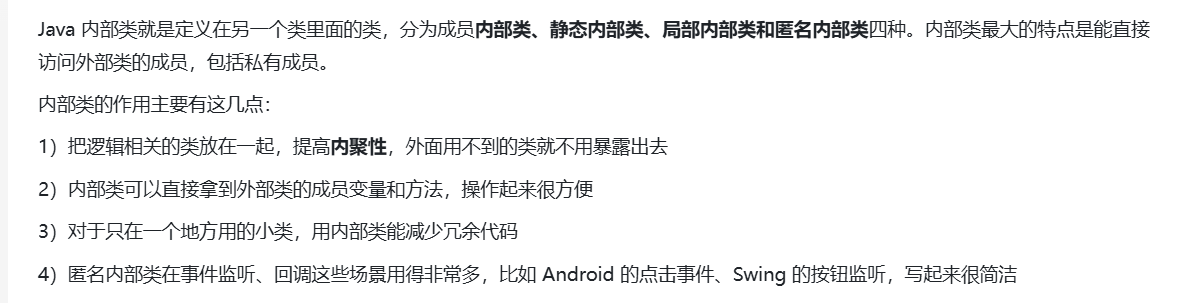 Java 内部类就是定义在另一个类里面的类，分为成员内部类、静态内部类、局部内部类和匿名内部类四种。内部类最大的特点是能直接
访问外部类的成员，包括私有成员。
内部类的作用主要有这几点：
1）把逻辑相关的类放在一起，提高内聚性，外面用不到的类就不用暴露出去
2）内部类可以直接拿到外部类的成员变量和方法，操作起来很方便
3）对于只在一个地方用的小类，用内部类能减少冗余代码
4）匿名内部类在事件监听、回调这些场景用得非常多，比如 Android 的点击事件、Swing 的按钮监听，写起来很简洁